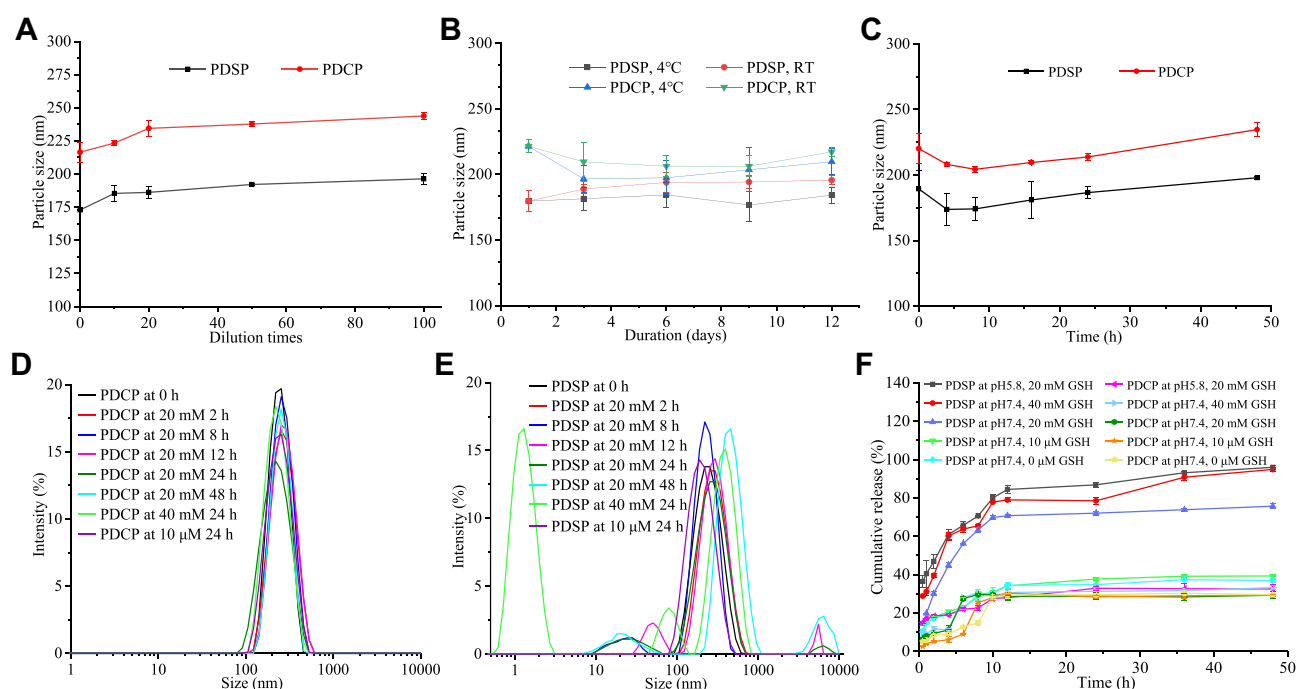 A
300
275
250
225
200
175
150
125
100
Particle size (nm)
PDSP
PDCP
0
20
40
60
80
100
Dilution times
B
300
250
200
150
100
Particle size (nm)
PDSP, 4°C
PDSP, RT
PDCP, 4°C
PDCP, RT
0
2
4
6
8
10
12
Duration (days)
C
300
250
200
150
100
Particle size (nm)
PDSP
PDCP
0
10
20
30
40
50
Time (h)
D
20
15
10
5
0
Intensity (%)
PDCP at 0 h
PDCP at 20 mM 2 h
PDCP at 20 mM 8 h
PDCP at 20 mM 12 h
PDCP at 20 mM 24 h
PDCP at 20 mM 48 h
PDCP at 40 mM 24 h
PDCP at 10 μM 24 h
1
10
100
1000
10000
Size (nm)
E
20
15
10
5
0
Intensity (%)
PDSP at 0 h
PDSP at 20 mM 2 h
PDSP at 20 mM 8 h
PDSP at 20 mM 12 h
PDSP at 20 mM 24 h
PDSP at 20 mM 48 h
PDSP at 40 mM 24 h
PDSP at 10 μM 24 h
1
10
100
1000
10000
Size (nm)
F
140
120
100
80
60
40
20
0
Cumulative release (%)
PDSP at pH5.8, 20 mM GSH
PDSP at pH7.4, 40 mM GSH
PDSP at pH7.4, 20 mM GSH
PDSP at pH7.4, 10 μM GSH
PDSP at pH7.4, 0 μM GSH
PDCP at pH5.8, 20 mM GSH
PDCP at pH7.4, 40 mM GSH
PDCP at pH7.4, 20 mM GSH
PDCP at pH7.4, 10 μM GSH
PDCP at pH7.4, 0 μM GSH
0
10
20
30
40
50
Time (h)